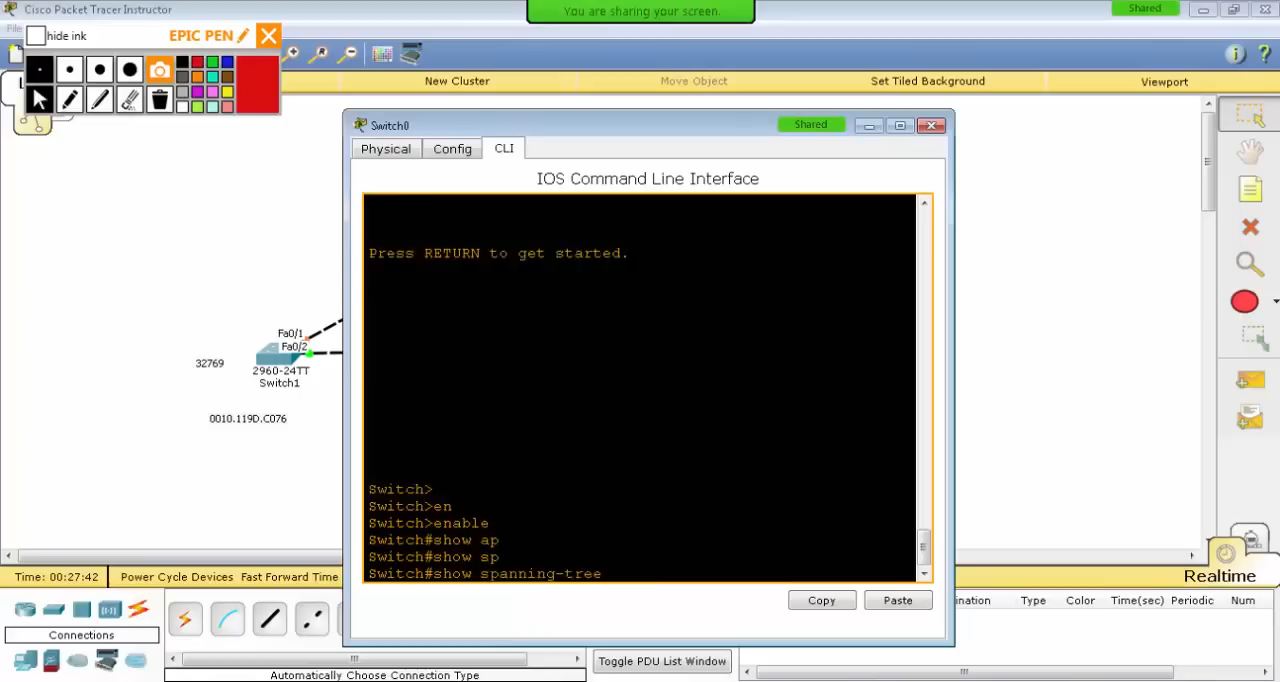 Cisco Packet Tracer Instructor
You are sharing your screen.
Shared
File
hide ink
EPIC PEN
New Cluster
Move Object
Set Tiled Background
Viewport
Switch0
Shared
Physical
Config
CLI
IOS Command Line Interface
Press RETURN to get started.
Switch>
Switch>en
Switch>enable
Switch#show ap
Switch#show sp
Switch#show spanning-tree
Fa0/1
Fa0/2
32769
2960-24TT
Switch1
0010.119D.C076
Copy
Paste
Time: 00:27:42
Power Cycle Devices
Fast Forward Time
Realtime
Connections
Automatically Choose Connection Type
Toggle PDU List Window
ination
Type
Color
Time(sec)
Periodic
Num